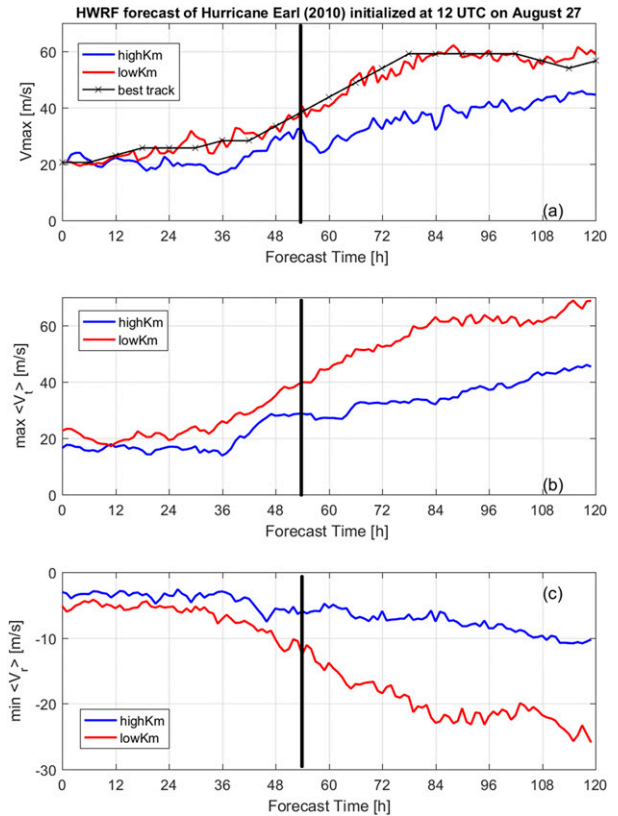 HWRF forecast of Hurricane Earl (2010) initialized at 12 UTC on August 27
highKm
lowKm
best track
Vmax [m/s]
60
40
20
0
(a)
0 12 24 36 48 60 72 84 96 108 120
Forecast Time [h]
highKm
lowKm
max <V_t> [m/s]
60
40
20
0
(b)
0 12 24 36 48 60 72 84 96 108 120
Forecast Time [h]
(c)
min <V_r> [m/s]
0
-10
-20
-30
highKm
lowKm
0 12 24 36 48 60 72 84 96 108 120
Forecast Time [h]